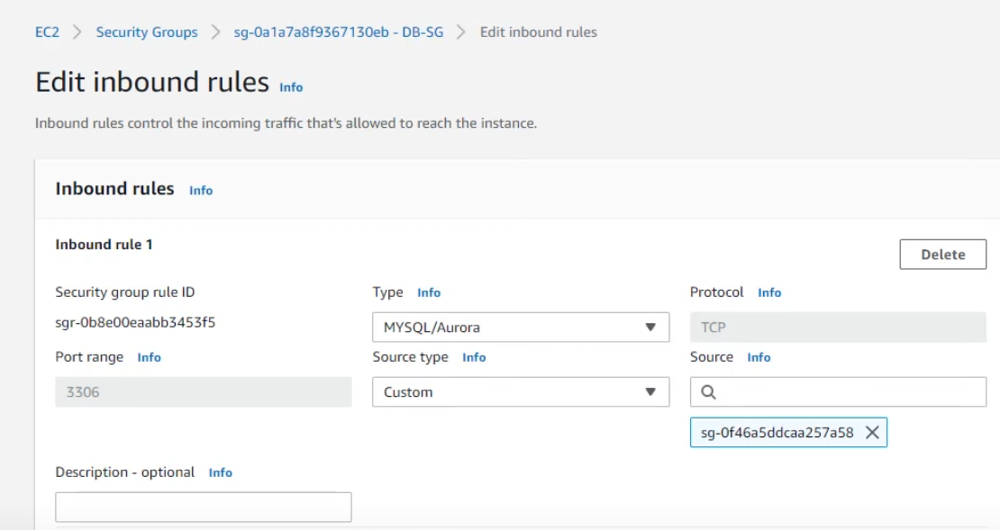 EC2 > Security Groups > sg-0a1a7a8f9367130eb - DB-SG > Edit inbound rules
Edit inbound rules Info
Inbound rules control the incoming traffic that's allowed to reach the instance.
Inbound rules Info
Inbound rule 1
Delete
Security group rule ID Type Info Protocol Info
sgr-0b8e00eaabb3453f5 MYSQL/Aurora TCP
Port range Info Source type Info Source Info
3306 Custom
sg-0f46a5ddcaa257a58
Description - optional Info